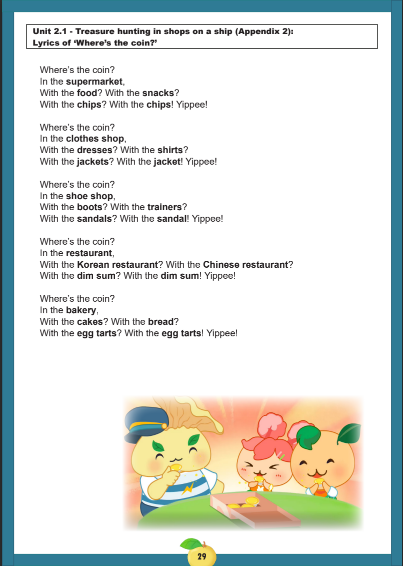 Unit 2.1 - Treasure hunting in shops on a ship (Appendix 2):
Lyrics of ‘Where’s the coin?’
Where’s the coin?
In the supermarket,
With the food? With the snacks?
With the chips? With the chips! Yippee!
Where’s the coin?
In the clothes shop,
With the dresses? With the shirts?
With the jackets? With the jacket! Yippee!
Where’s the coin?
In the shoe shop,
With the boots? With the trainers?
With the sandals? With the sandal! Yippee!
Where’s the coin?
In the restaurant,
With the Korean restaurant? With the Chinese restaurant?
With the dim sum? With the dim sum! Yippee!
Where’s the coin?
In the bakery,
With the cakes? With the bread?
With the egg tarts? With the egg tarts! Yippee!
29